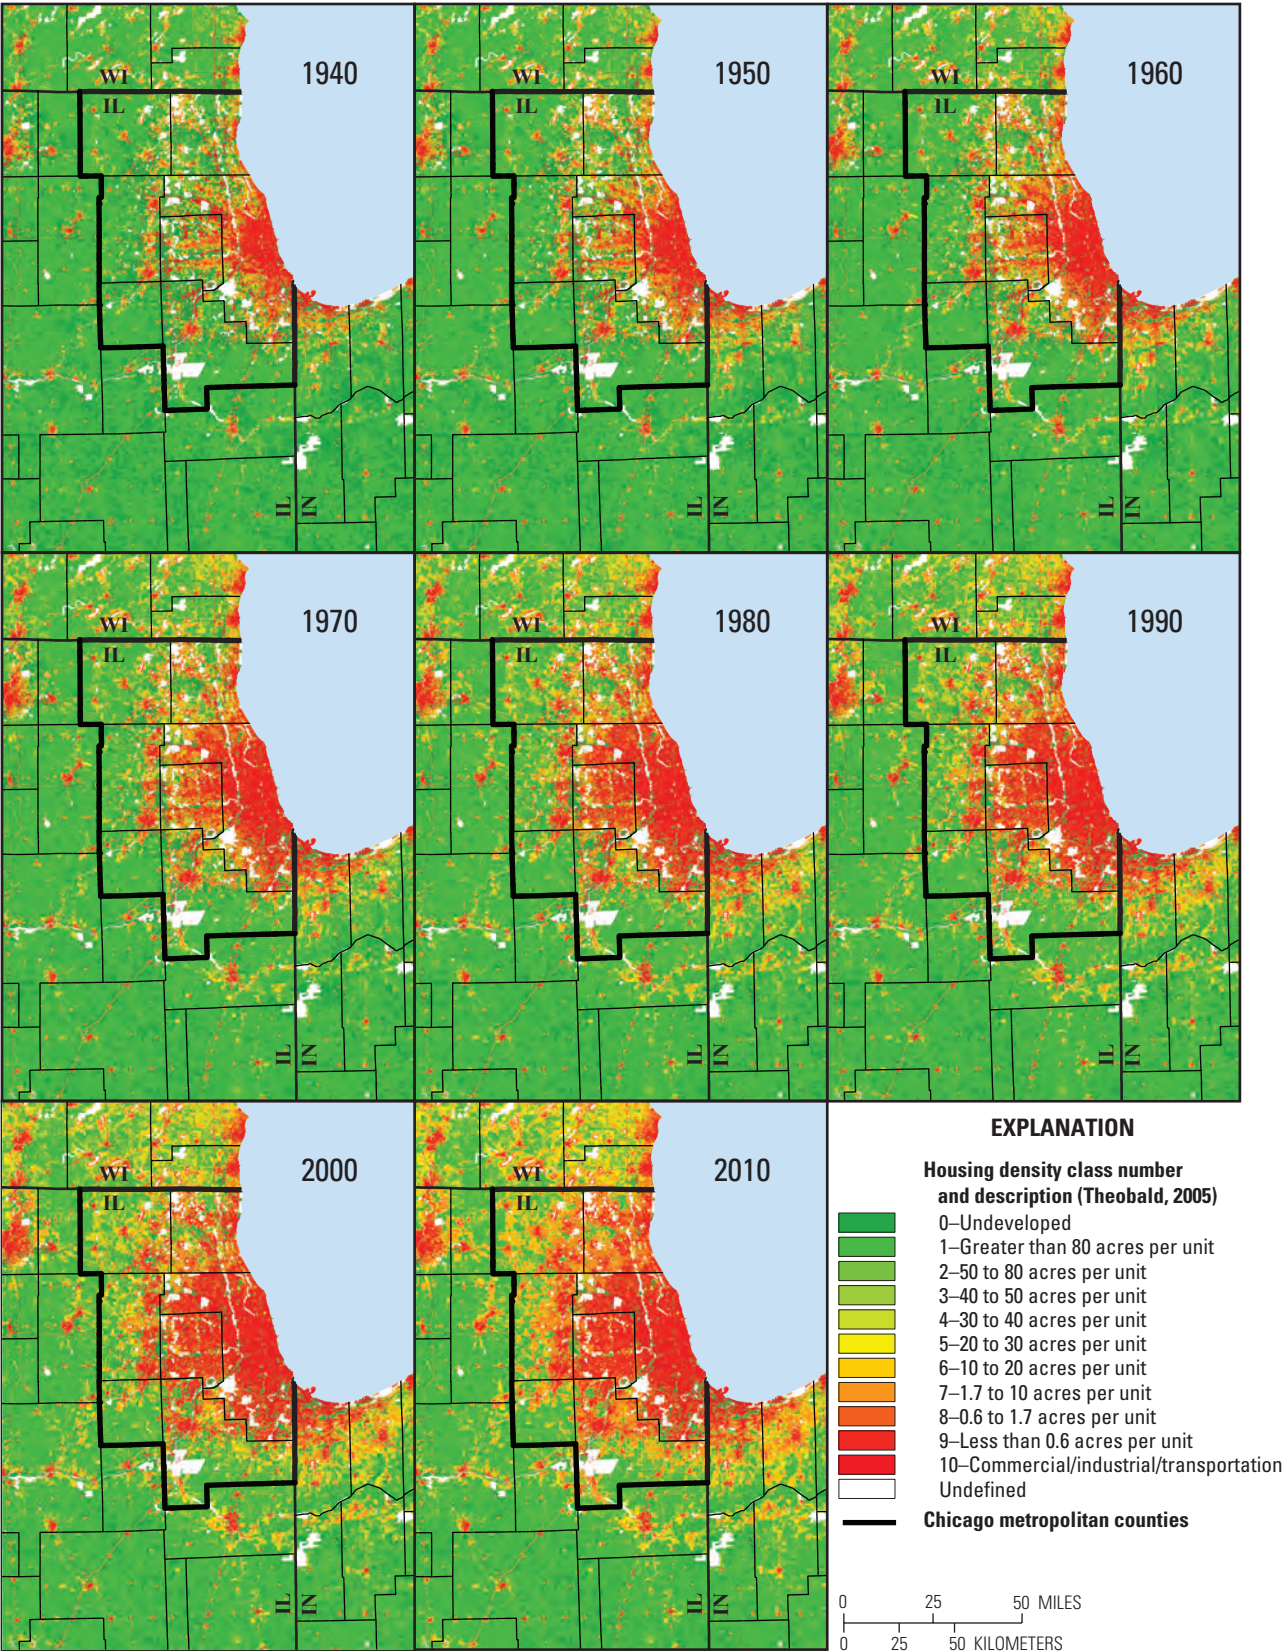 1940
WI
IL
IL
IN
1950
WI
IL
1960
WI
IL
IL
IN
1970
WI
IL
IL
IN
1980
WI
IL
IL
IN
1990
WI
IL
IL
IN
2000
WI
IL
IL
IN
2010
WI
IL
IL
IN
EXPLANATION
Housing density class number
and description (Theobald, 2005)
0–Undeveloped
1–Greater than 80 acres per unit
2–50 to 80 acres per unit
3–40 to 50 acres per unit
4–30 to 40 acres per unit
5–20 to 30 acres per unit
6–10 to 20 acres per unit
7–1.7 to 10 acres per unit
8–0.6 to 1.7 acres per unit
9–Less than 0.6 acres per unit
10–Commercial/industrial/transportation
Undefined
Chicago metropolitan counties
0 25 50 MILES
0 25 50 KILOMETERS